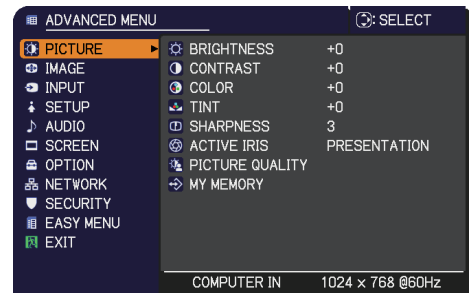 ADVANCED MENU : SELECT
PICTURE BRIGHTNESS +0
IMAGE CONTRAST +0
INPUT COLOR +0
SETUP TINT +0
AUDIO SHARPNESS 3
SCREEN ACTIVE IRIS PRESENTATION
OPTION PICTURE QUALITY
NETWORK MY MEMORY
SECURITY
EASY MENU
EXIT
COMPUTER IN 1024 × 768 @60Hz